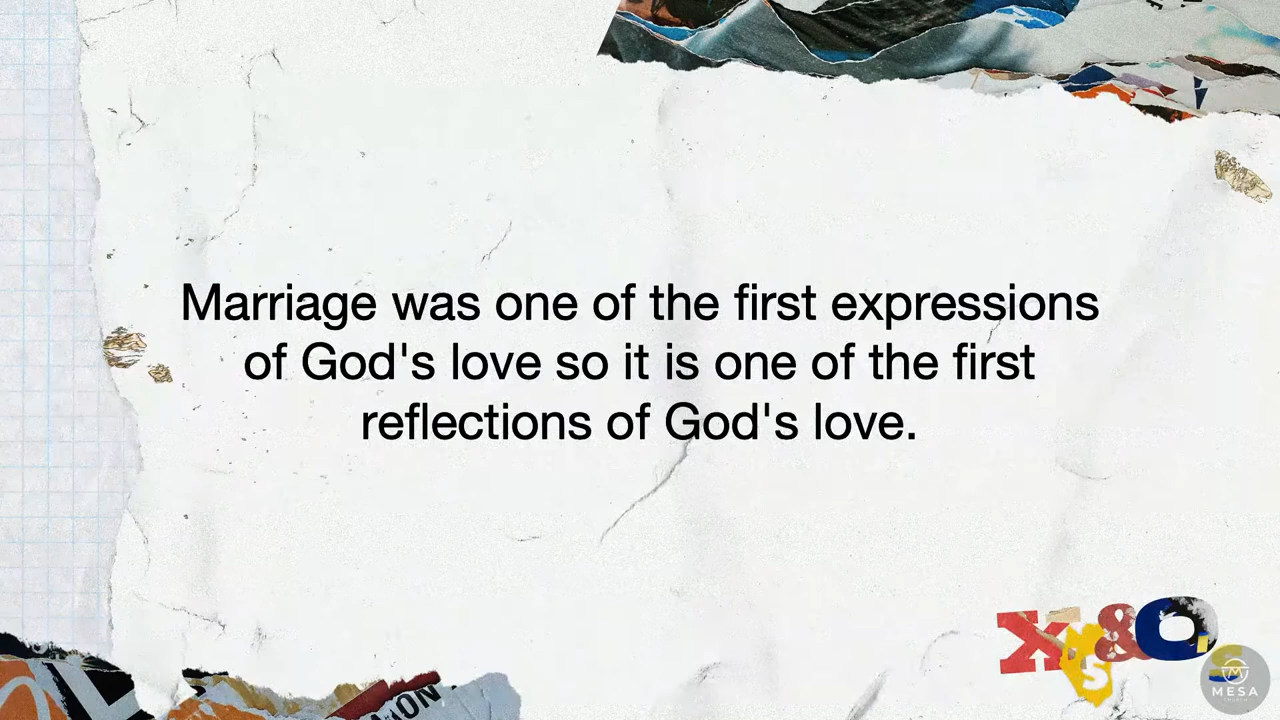 Marriage was one of the first expressions
of God's love so it is one of the first
reflections of God's love.
X's & O's
MESA
CHURCH